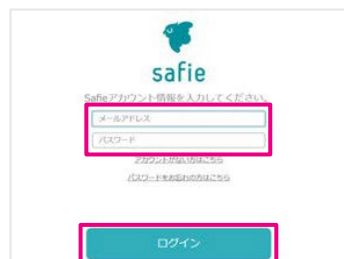 safie
Safieアカウント情報を入力してください。
メールアドレス
パスワード
アカウントがない方はこちら
パスワードをお忘れの方はこちら
ログイン